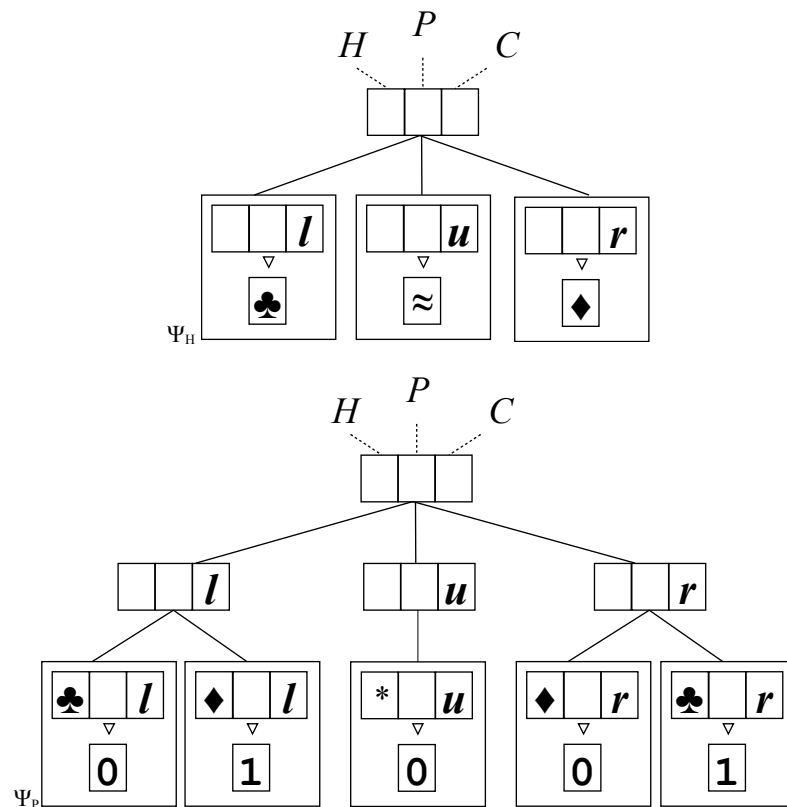 H P C
l u r
♣ ≈ ♦
Ψ_H
H P C
l u r
♣ l ♦ l * u ♦ r ♣ r
0 1 0 0 1
Ψ_P